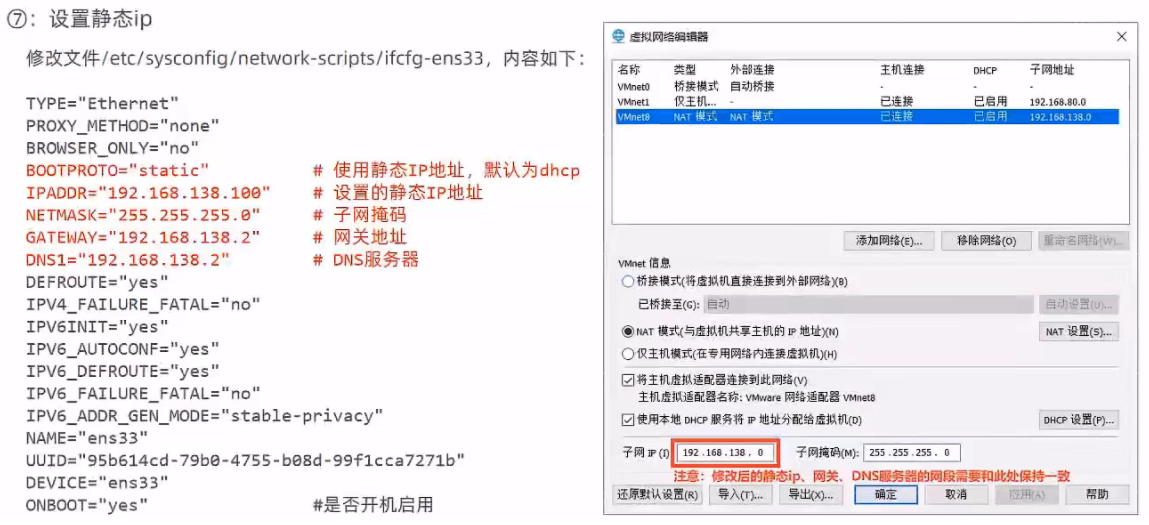 ⑦：设置静态ip
修改文件/etc/sysconfig/network-scripts/ifcfg-ens33，内容如下：
TYPE="Ethernet"
PROXY_METHOD="none"
BROWSER_ONLY="no"
BOOTPROTO="static" # 使用静态IP地址，默认为dhcp
IPADDR="192.168.138.100" # 设置的静态IP地址
NETMASK="255.255.255.0" # 子网掩码
GATEWAY="192.168.138.2" # 网关地址
DNS1="192.168.138.2" # DNS服务器
DEFROUTE="yes"
IPV4_FAILURE_FATAL="no"
IPV6INIT="yes"
IPV6_AUTOCONF="yes"
IPV6_DEFROUTE="yes"
IPV6_FAILURE_FATAL="no"
IPV6_ADDR_GEN_MODE="stable-privacy"
NAME="ens33"
UUID="95b614cd-79b0-4755-b08d-99f1cca7271b"
DEVICE="ens33"
ONBOOT="yes" #是否开机启用
虚拟网络编辑器
名称 类型 外部连接 主机连接 DHCP 子网地址
VMnet0 桥接模式 自动桥接 - - -
VMnet1 仅主机... - 已连接 已启用 192.168.80.0
VMnet8 NAT 模式 NAT 模式 已连接 已启用 192.168.138.0
添加网络(E)... 移除网络(O) 重命名网络(W)...
VMnet 信息
桥接模式(将虚拟机直接连接到外部网络)(B)
已桥接至(G): 自动 自动设置(U)...
NAT 模式(与虚拟机共享主机的 IP 地址)(N) NAT 设置(S)...
仅主机模式(在专用网络内连接虚拟机)(H)
将主机虚拟适配器连接到此网络(V)
主机虚拟适配器名称: VMware 网络适配器 VMnet8
使用本地 DHCP 服务将 IP 地址分配给虚拟机(D) DHCP 设置(P)...
子网 IP (I) 192.168.138. 0 子网掩码(M): 255.255.255. 0
注意：修改后的静态ip、网关、DNS服务器的网段需要和此处保持一致
还原默认设置(R) 导入(T)... 导出(X)... 确定 取消 应用(A) 帮助